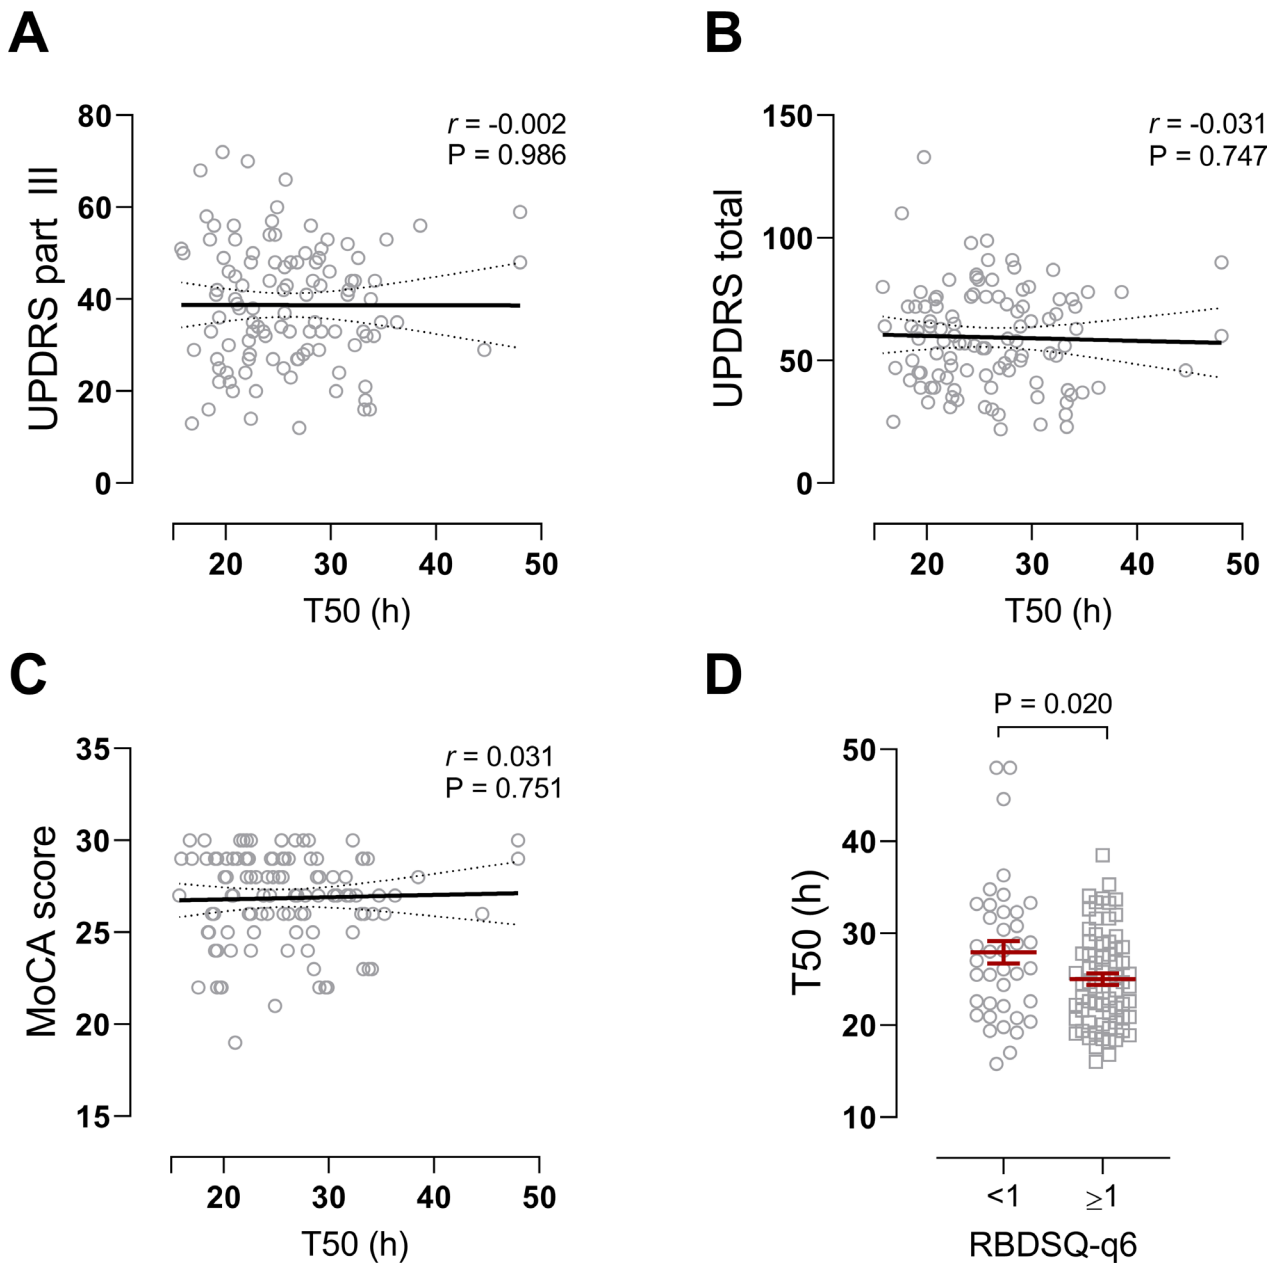 A
80
60
40
20
0
UPDRS part III
r = -0.002
P = 0.986
20 30 40 50
T50 (h)
B
150
100
50
0
UPDRS total
r = -0.031
P = 0.747
20 30 40 50
T50 (h)
C
35
30
25
20
15
MoCA score
r = 0.031
P = 0.751
20 30 40 50
T50 (h)
D
P = 0.020
50
40
30
20
10
T50 (h)
<1 ≥1
RBDSQ-q6